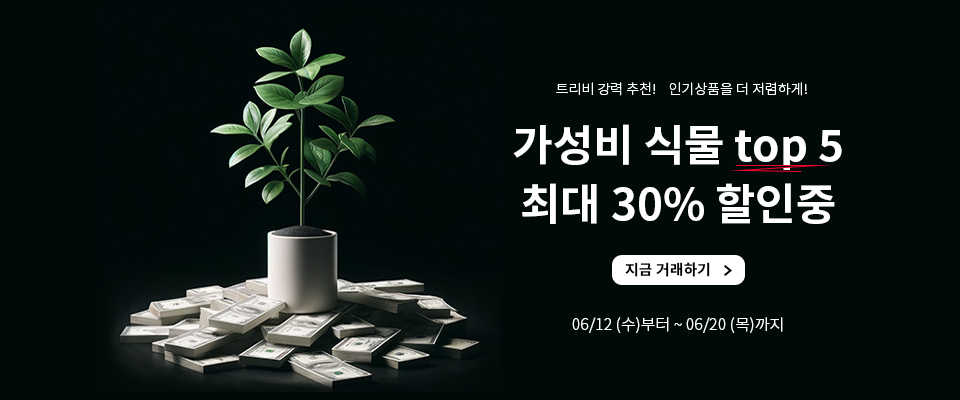 트리비 강력 추천! 인기상품을 더 저렴하게!
가성비 식물 top 5
최대 30% 할인중
지금 거래하기 >
06/12 (수)부터 ~ 06/20 (목)까지